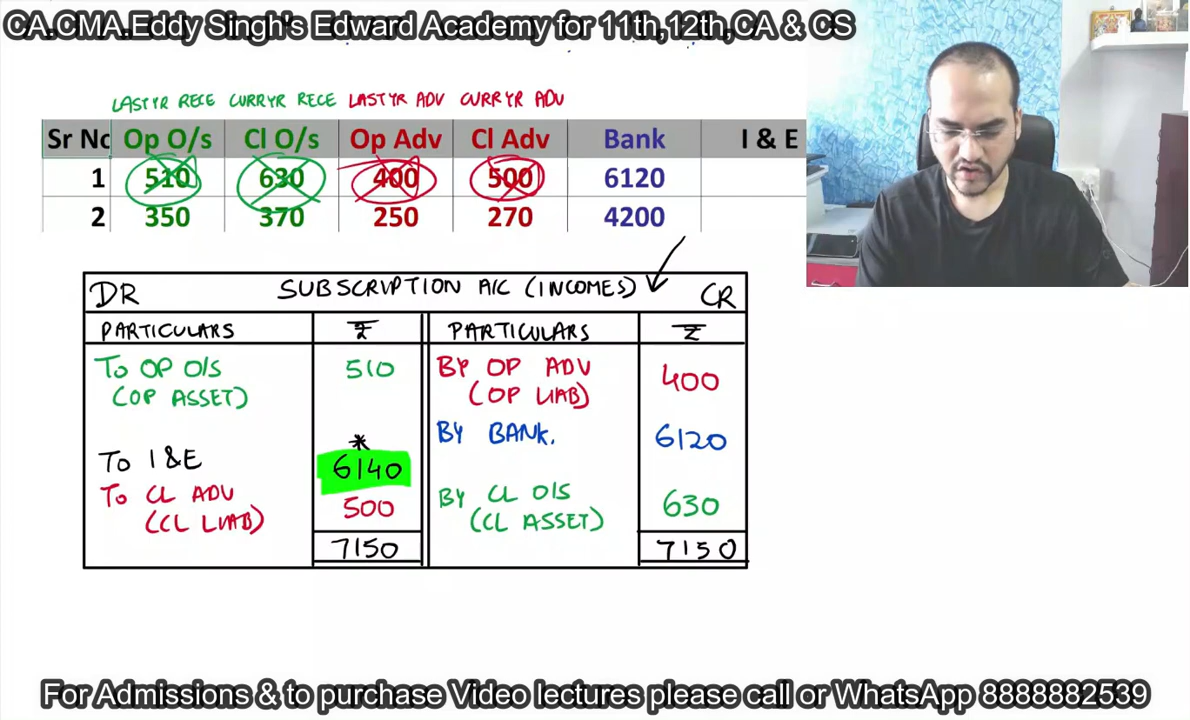 CA.CMA.Eddy Singh's Edward Academy for 11th,12th,CA & CS
LAST YR RECE CURRYR RECE LAST YR ADV CURRYR ADV
Sr No Op O/s Cl O/s Op Adv Cl Adv Bank I & E
1 510 630 400 500 6120
2 350 370 250 270 4200
DR SUBSCRIPTION A/C (INCOMES) CR
PARTICULARS ₹ PARTICULARS ₹
To OP O/S 510 BY OP ADV 400
(OP ASSET) (OP LIAB)
BY BANK. 6120
*
To I & E 6140
To CL ADV 500 BY CL O/S 630
(CL LIAB) (CL ASSET)
7150 7150
For Admissions & to purchase Video lectures please call or WhatsApp 8888882539